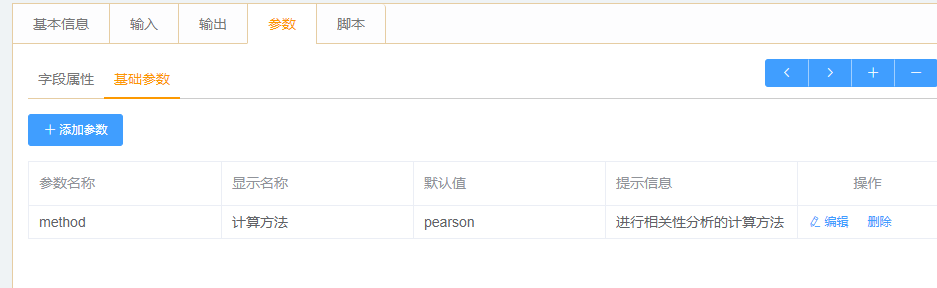 基本信息 输入 输出 参数 脚本
字段属性 基础参数
+ 添加参数
参数名称 显示名称 默认值 提示信息 操作
method 计算方法 pearson 进行相关性分析的计算方法 编辑 删除